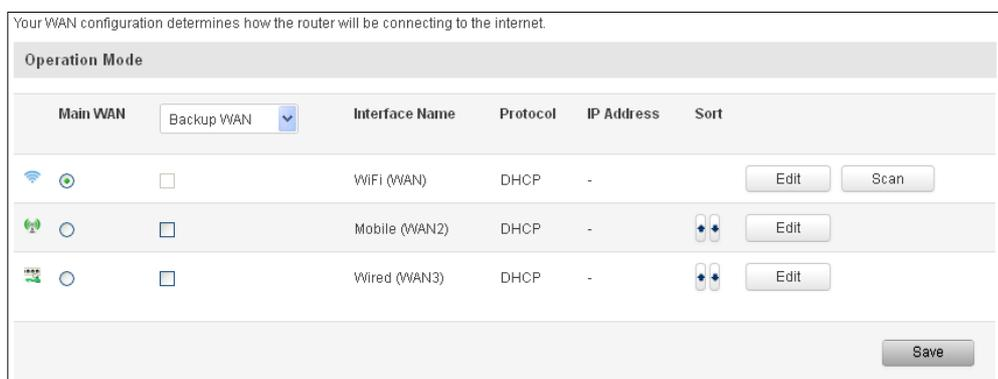 Your WAN configuration determines how the router will be connecting to the internet.
Operation Mode
Main WAN Backup WAN Interface Name Protocol IP Address Sort
WiFi (WAN) DHCP - Edit Scan
Mobile (WAN2) DHCP - Edit
Wired (WAN3) DHCP - Edit
Save